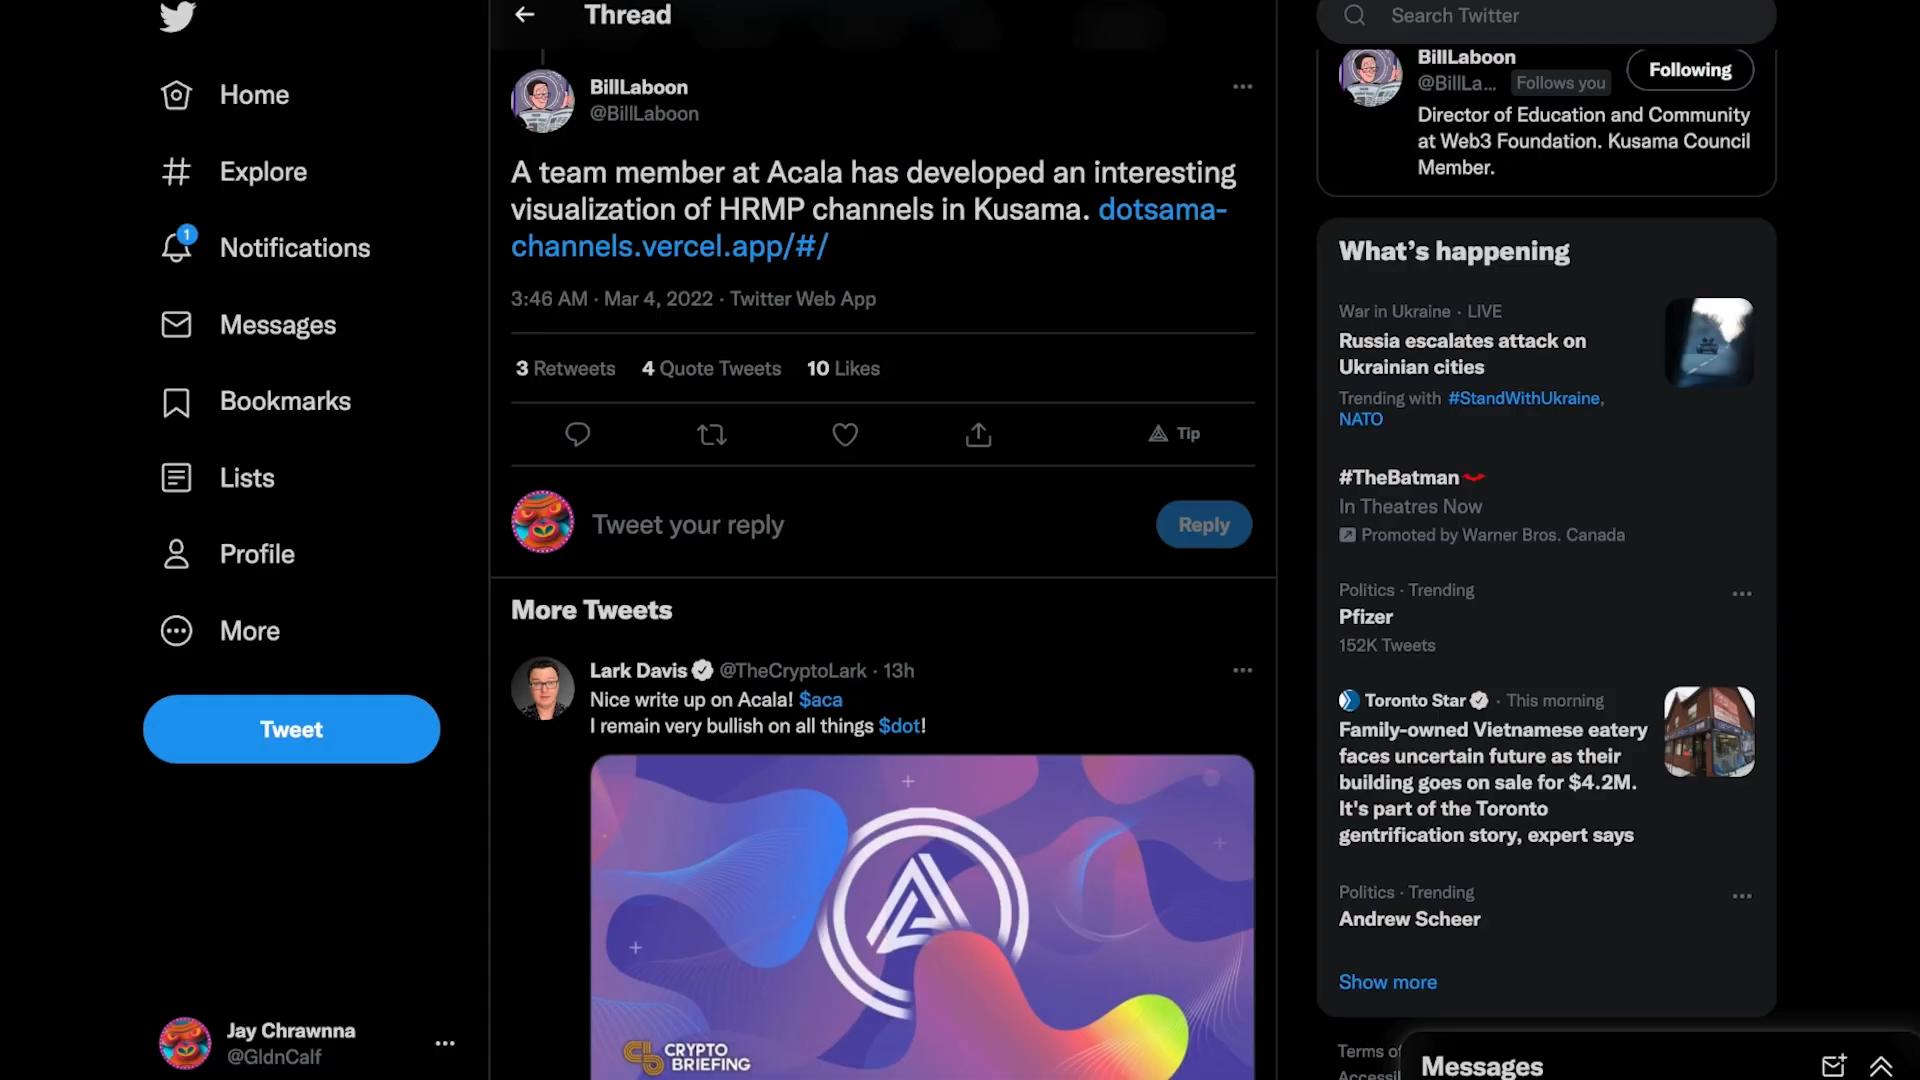 Home
Explore
1
Notifications
Messages
Bookmarks
Lists
Profile
More
Tweet
Jay Chrawnna
@GldnCalf
Thread
BillLaboon
@BillLaboon
A team member at Acala has developed an interesting
visualization of HRMP channels in Kusama. dotsama-
channels.vercel.app/#/
3:46 AM · Mar 4, 2022 · Twitter Web App
3 Retweets 4 Quote Tweets 10 Likes
Tip
Tweet your reply
Reply
More Tweets
Lark Davis @TheCryptoLark · 13h
Nice write up on Acala! $aca
I remain very bullish on all things $dot!
CRYPTO
BRIEFING
Search Twitter
BillLaboon
@BillLa... Follows you
Following
Director of Education and Community
at Web3 Foundation. Kusama Council
Member.
What's happening
War in Ukraine · LIVE
Russia escalates attack on
Ukrainian cities
Trending with #StandWithUkraine,
NATO
#TheBatman
In Theatres Now
Promoted by Warner Bros. Canada
Politics · Trending
Pfizer
152K Tweets
Toronto Star · This morning
Family-owned Vietnamese eatery
faces uncertain future as their
building goes on sale for $4.2M.
It's part of the Toronto
gentrification story, expert says
Politics · Trending
Andrew Scheer
Show more
Terms of
Messages